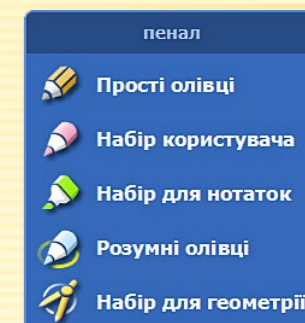 пенал
Прості олівці
Набір користувача
Набір для нотаток
Розумні олівці
Набір для геометрії